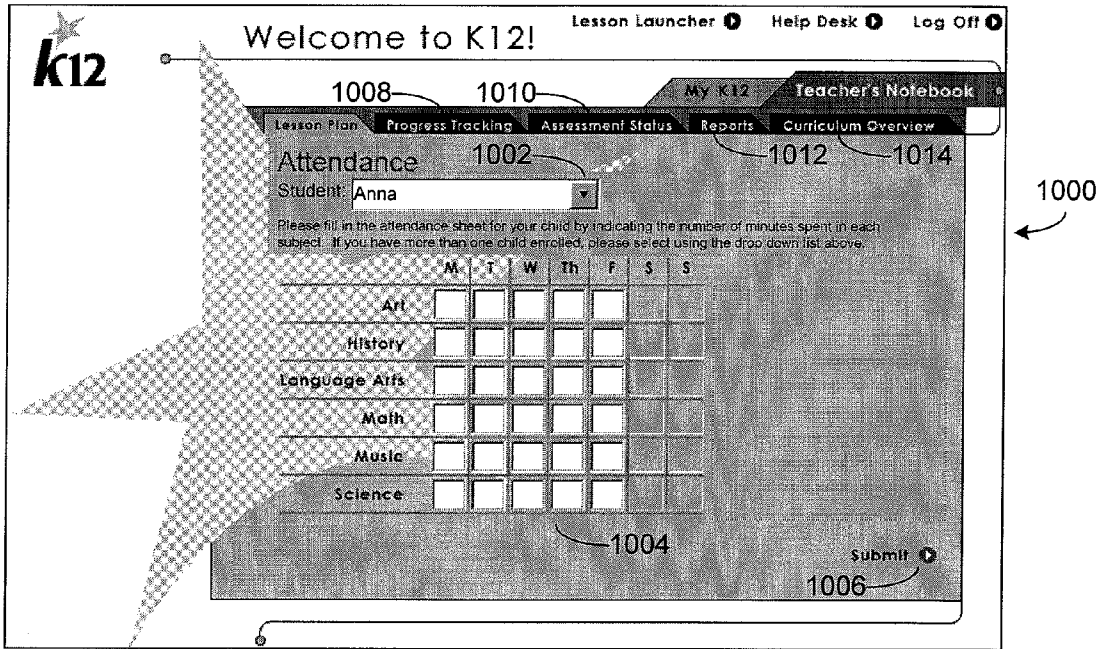 k12
Welcome to K12!
Lesson Launcher Help Desk Log Off
1008 1010 My K12 Teacher's Notebook
Lesson Plan Progress Tracking Assessment Status Reports Curriculum Overview
Attendance 1002 1012 1014
Student: Anna
1000
Please fill in the attendance sheet for your child by indicating the number of minutes spent in each
subject. If you have more than one child enrolled, please select using the drop down list above.
M T W Th F S S
Art
History
Language Arts
Math
Music
Science
1004
Submit
1006